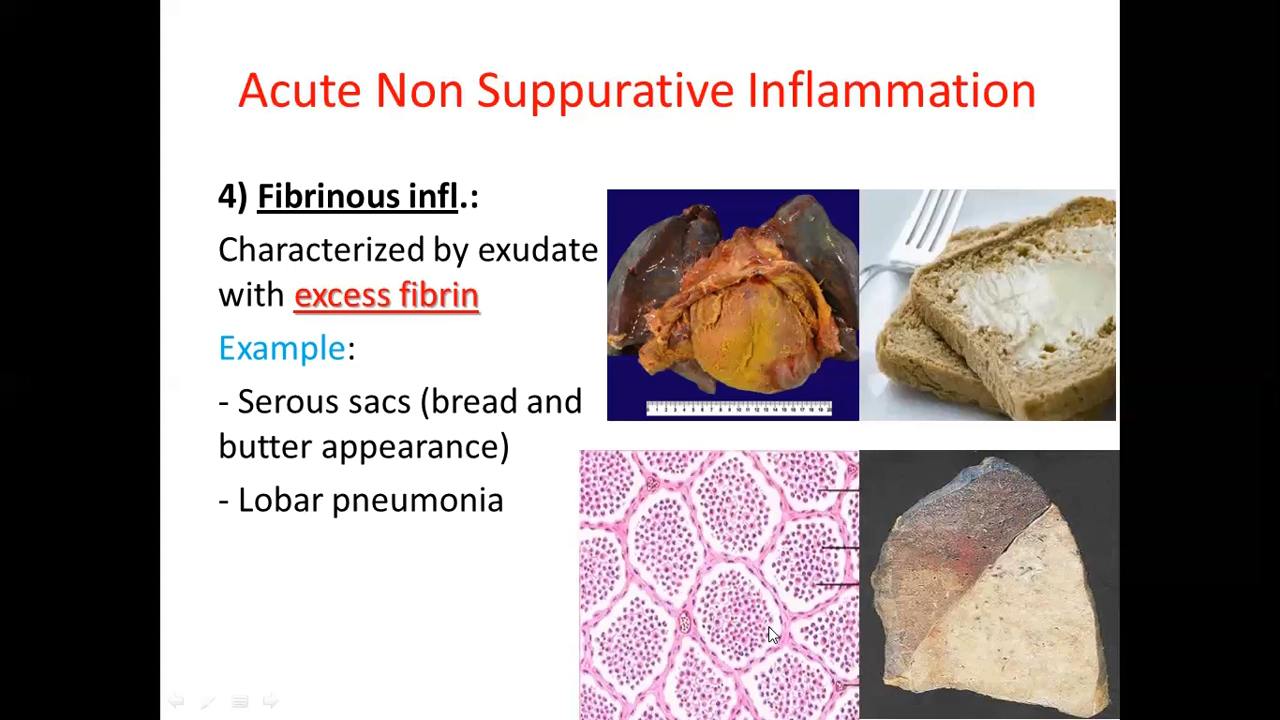 Acute Non Suppurative Inflammation
4) Fibrinous infl.:
Characterized by exudate
with excess fibrin
Example:
- Serous sacs (bread and
butter appearance)
- Lobar pneumonia